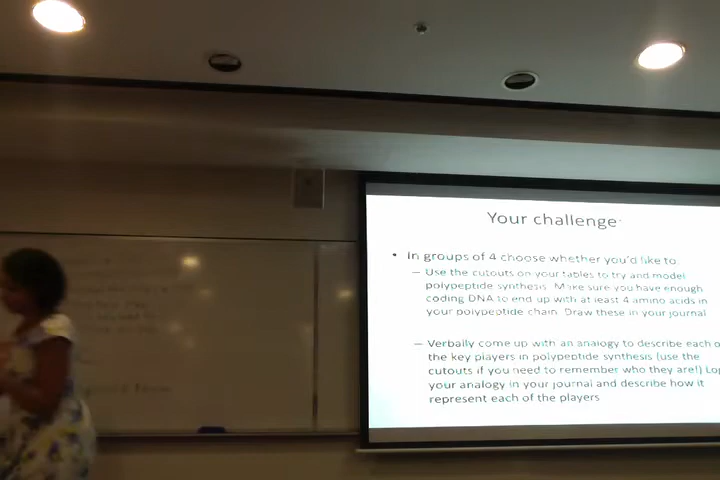 Your challenge:
• In groups of 4 choose whether you'd like to:
– Use the cutouts on your tables to try and model
polypeptide synthesis. Make sure you have enough
coding DNA to end up with at least 4 amino acids in
your polypeptide chain. Draw these in your journal
– Verbally come up with an analogy to describe each o
the key players in polypeptide synthesis (use the
cutouts if you need to remember who they are!) Lo
your analogy in your journal and describe how it
represent each of the players